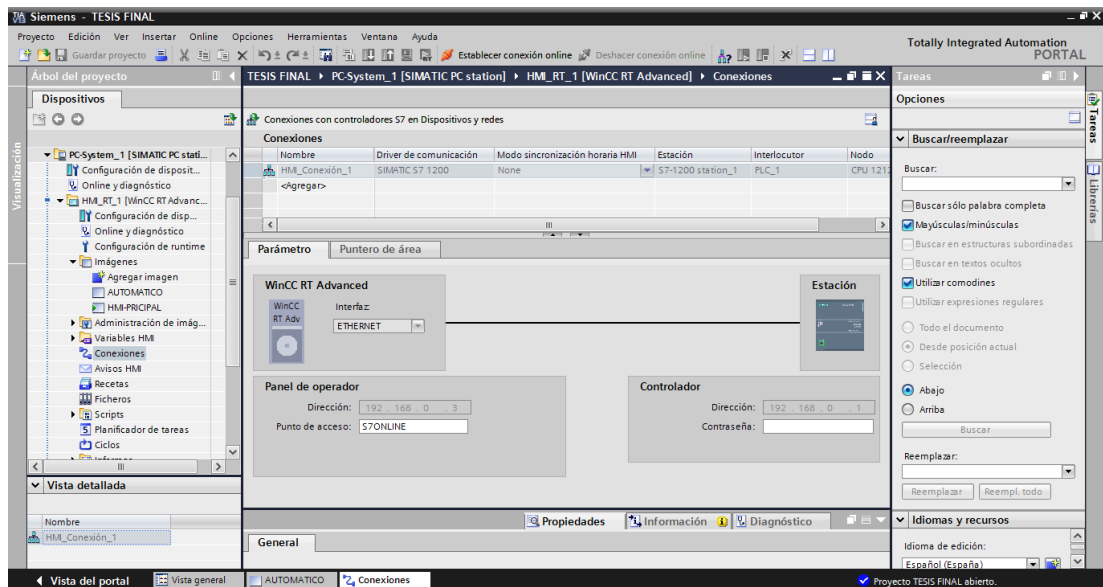 Siemens - TESIS FINAL
Proyecto Edición Ver Insertar Online Opciones Herramientas Ventana Ayuda
Totally Integrated Automation
PORTAL
Guardar proyecto
Establecer conexión online
Deshacer conexión online
Árbol del proyecto
TESIS FINAL PC-System_1 [SIMATIC PC station] HMI_RT_1 [WinCC RT Advanced] Conexiones
Tareas
Dispositivos
Visualización
PC-System_1 [SIMATIC PC stati...
Configuración de disposit...
Online y diagnóstico
HMI_RT_1 [WinCC RT Advanc...
Configuración de disp...
Online y diagnóstico
Configuración de runtime
Imágenes
Agregar imagen
AUTOMATICO
HMI-PRICIPAL
Administración de imág...
Variables HMI
Conexiones
Avisos HMI
Recetas
Ficheros
Scripts
Planificador de tareas
Ciclos
Vista detallada
Nombre
HMI_Conexión_1
Conexiones con controladores S7 en Dispositivos y redes
Conexiones
Nombre Driver de comunicación Modo sincronización horaria HMI Estación Interlocutor Nodo
HMI_Conexión_1 SIMATIC S7 1200 None S7-1200 station_1 PLC_1 CPU 1212
<Agregar>
Parámetro Puntero de área
WinCC RT Advanced
Estación
WinCC
RT Adv
Interfaz:
ETHERNET
Panel de operador
Dirección: 192 . 168 . 0 . 3
Punto de acceso: S7ONLINE
Controlador
Dirección: 192 . 168 . 0 . 1
Contraseña:
Propiedades Información Diagnóstico
General
Opciones
Buscar/reemplazar
Buscar:
Buscar sólo palabra completa
Mayúsculas/minúsculas
Buscar en estructuras subordinadas
Buscar en textos ocultos
Utilizar comodines
Utilizar expresiones regulares
Todo el documento
Desde posición actual
Selección
Abajo
Arriba
Buscar
Reemplazar:
Reemplazar Reempl. todo
Idiomas y recursos
Idioma de edición:
Español (España)
Tareas
Librerías
Vista del portal Vista general AUTOMATICO Conexiones
Proyecto TESIS FINAL abierto.